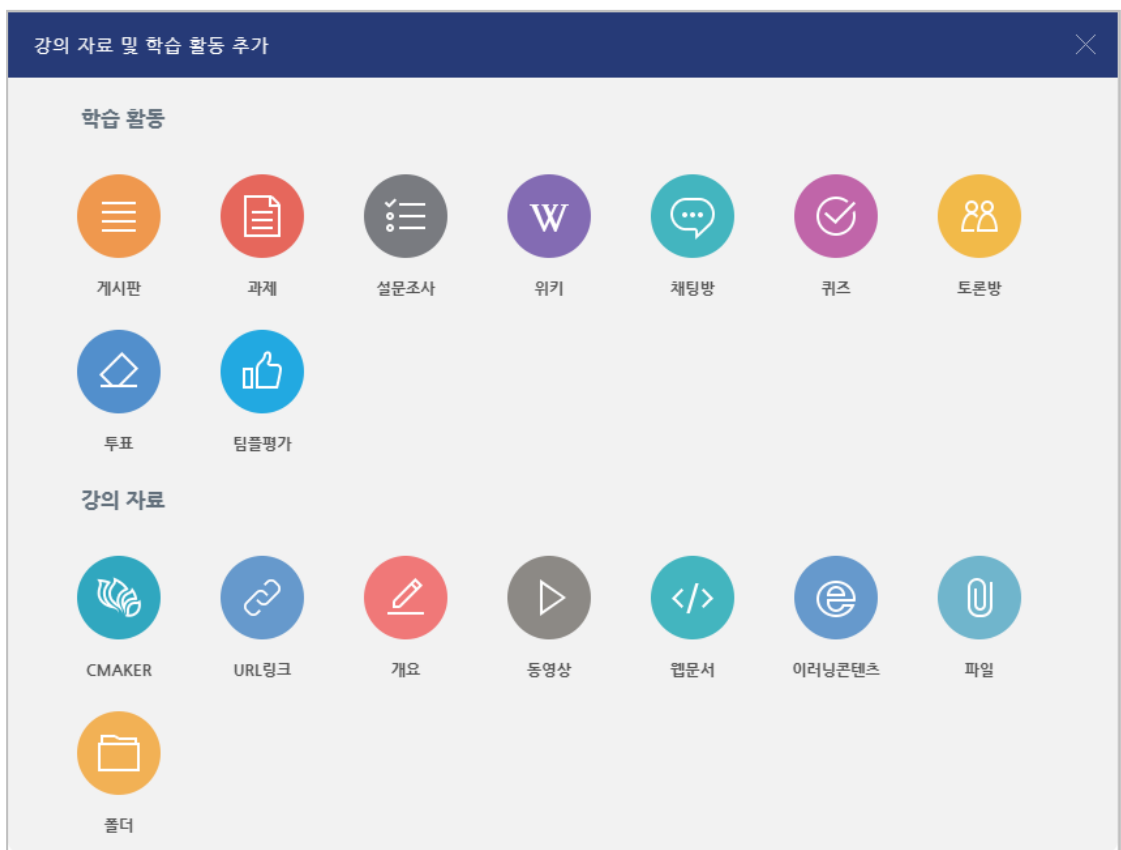 강의 자료 및 학습 활동 추가
학습 활동
게시판 과제 설문조사 위키 채팅방 퀴즈 토론방
투표 팀플평가
강의 자료
CMAKER URL링크 개요 동영상 웹문서 이러닝콘텐츠 파일
폴더